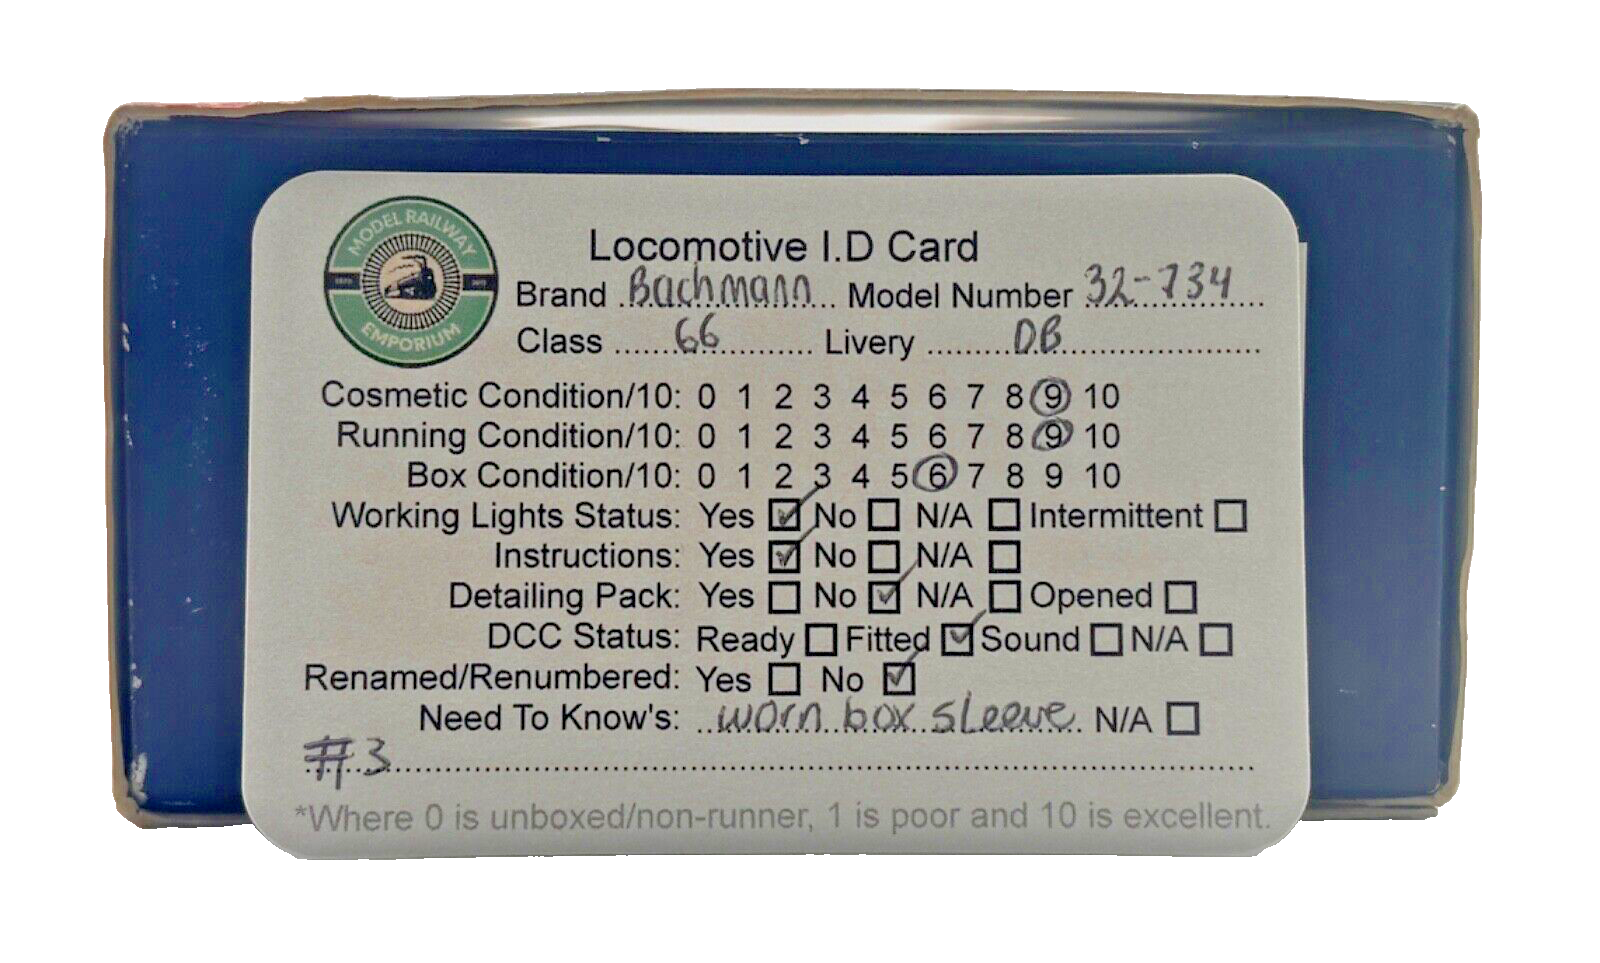 MODEL RAILWAY
EMPORIUM
Locomotive I.D Card
Brand ..Bachmann... Model Number 32-734
Class ......66............ Livery .........DB..........................
Cosmetic Condition/10: 0 1 2 3 4 5 6 7 8 9 10
Running Condition/10: 0 1 2 3 4 5 6 7 8 9 10
Box Condition/10: 0 1 2 3 4 5 6 7 8 9 10
Working Lights Status: Yes ☑ No ☐ N/A ☐ Intermittent ☐
Instructions: Yes ☑ No ☐ N/A ☐
Detailing Pack: Yes ☐ No ☑ N/A ☐ Opened ☐
DCC Status: Ready ☐ Fitted ☑ Sound ☐ N/A ☐
Renamed/Renumbered: Yes ☐ No ☑
Need To Know's: ..worn box sleeve. N/A ☐
#3
*Where 0 is unboxed/non-runner, 1 is poor and 10 is excellent.